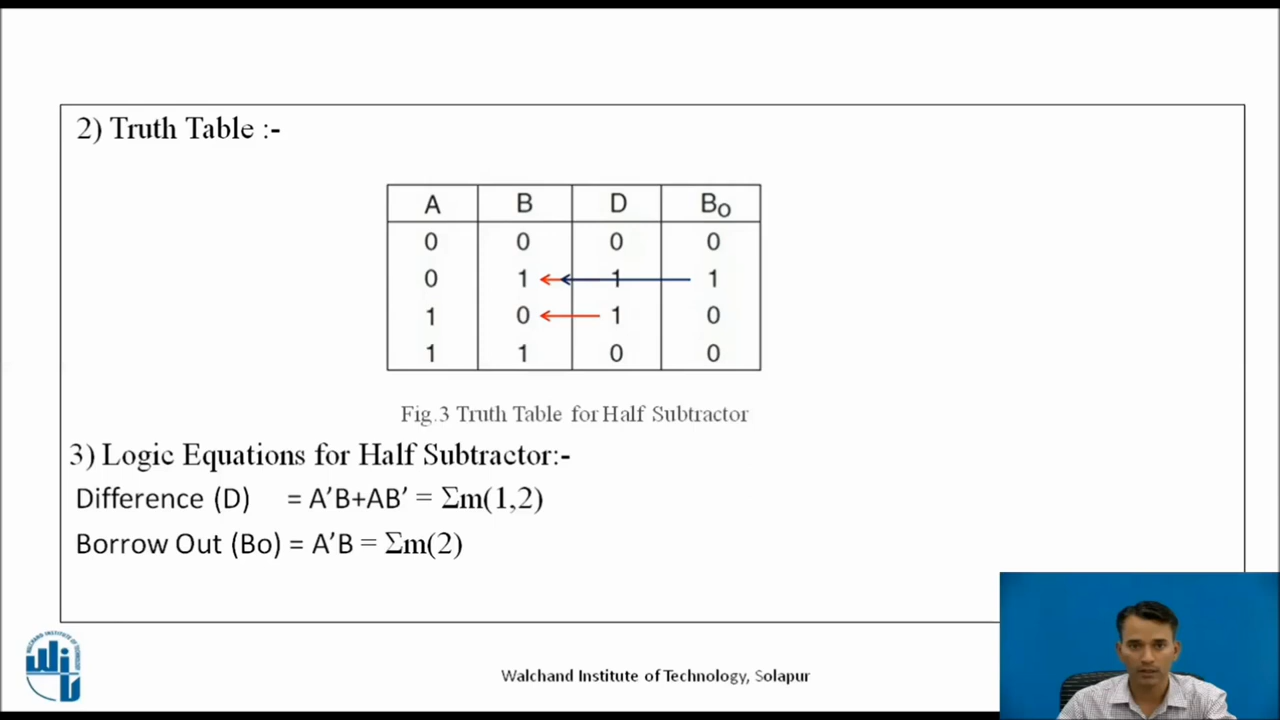 2) Truth Table :-
A B D B₀
0 0 0 0
0 1 1 1
1 0 1 0
1 1 0 0
Fig.3 Truth Table for Half Subtractor
3) Logic Equations for Half Subtractor:-
Difference (D) = A’B+AB’ = Σm(1,2)
Borrow Out (Bo) = A’B = Σm(2)
Walchand Institute of Technology, Solapur